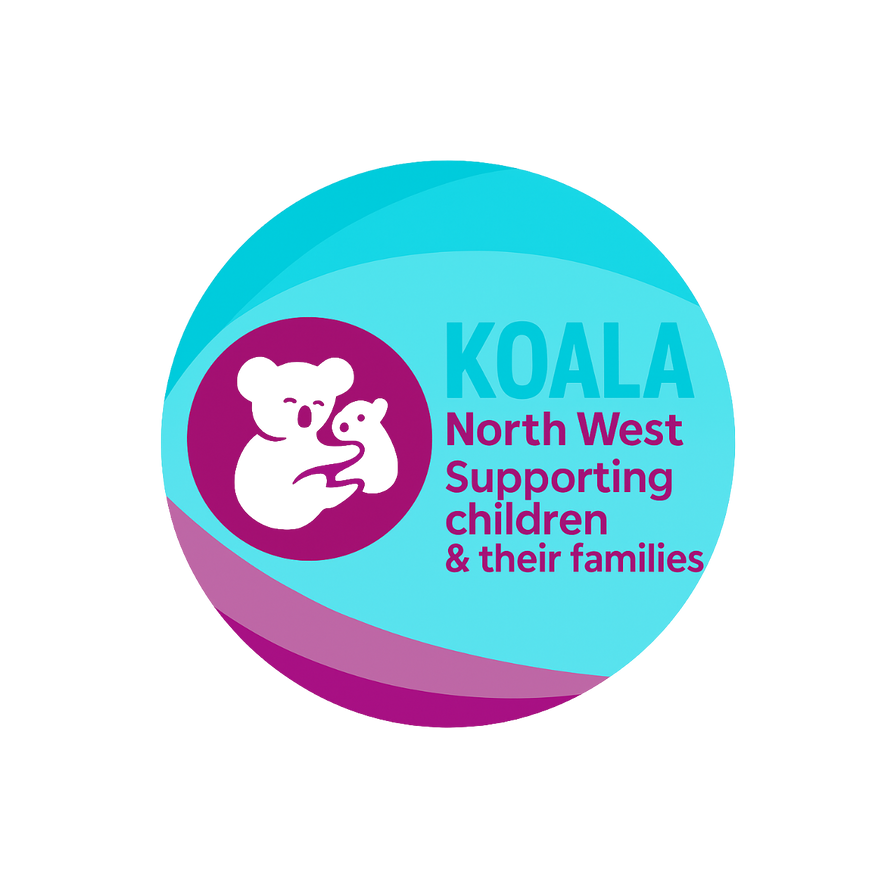 KOALA
North West
Supporting
children
& their families